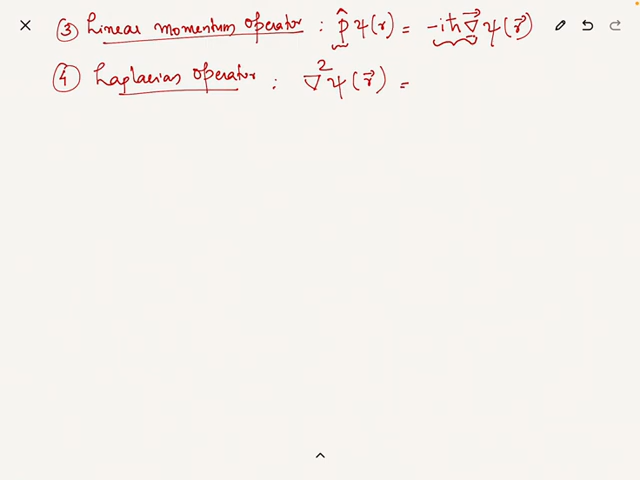 ③ Linear momentum operator : p̂ ψ(r) = -iℏ∇⃗ ψ(r⃗)
④ Laplacian operator : ∇²ψ(r⃗) =